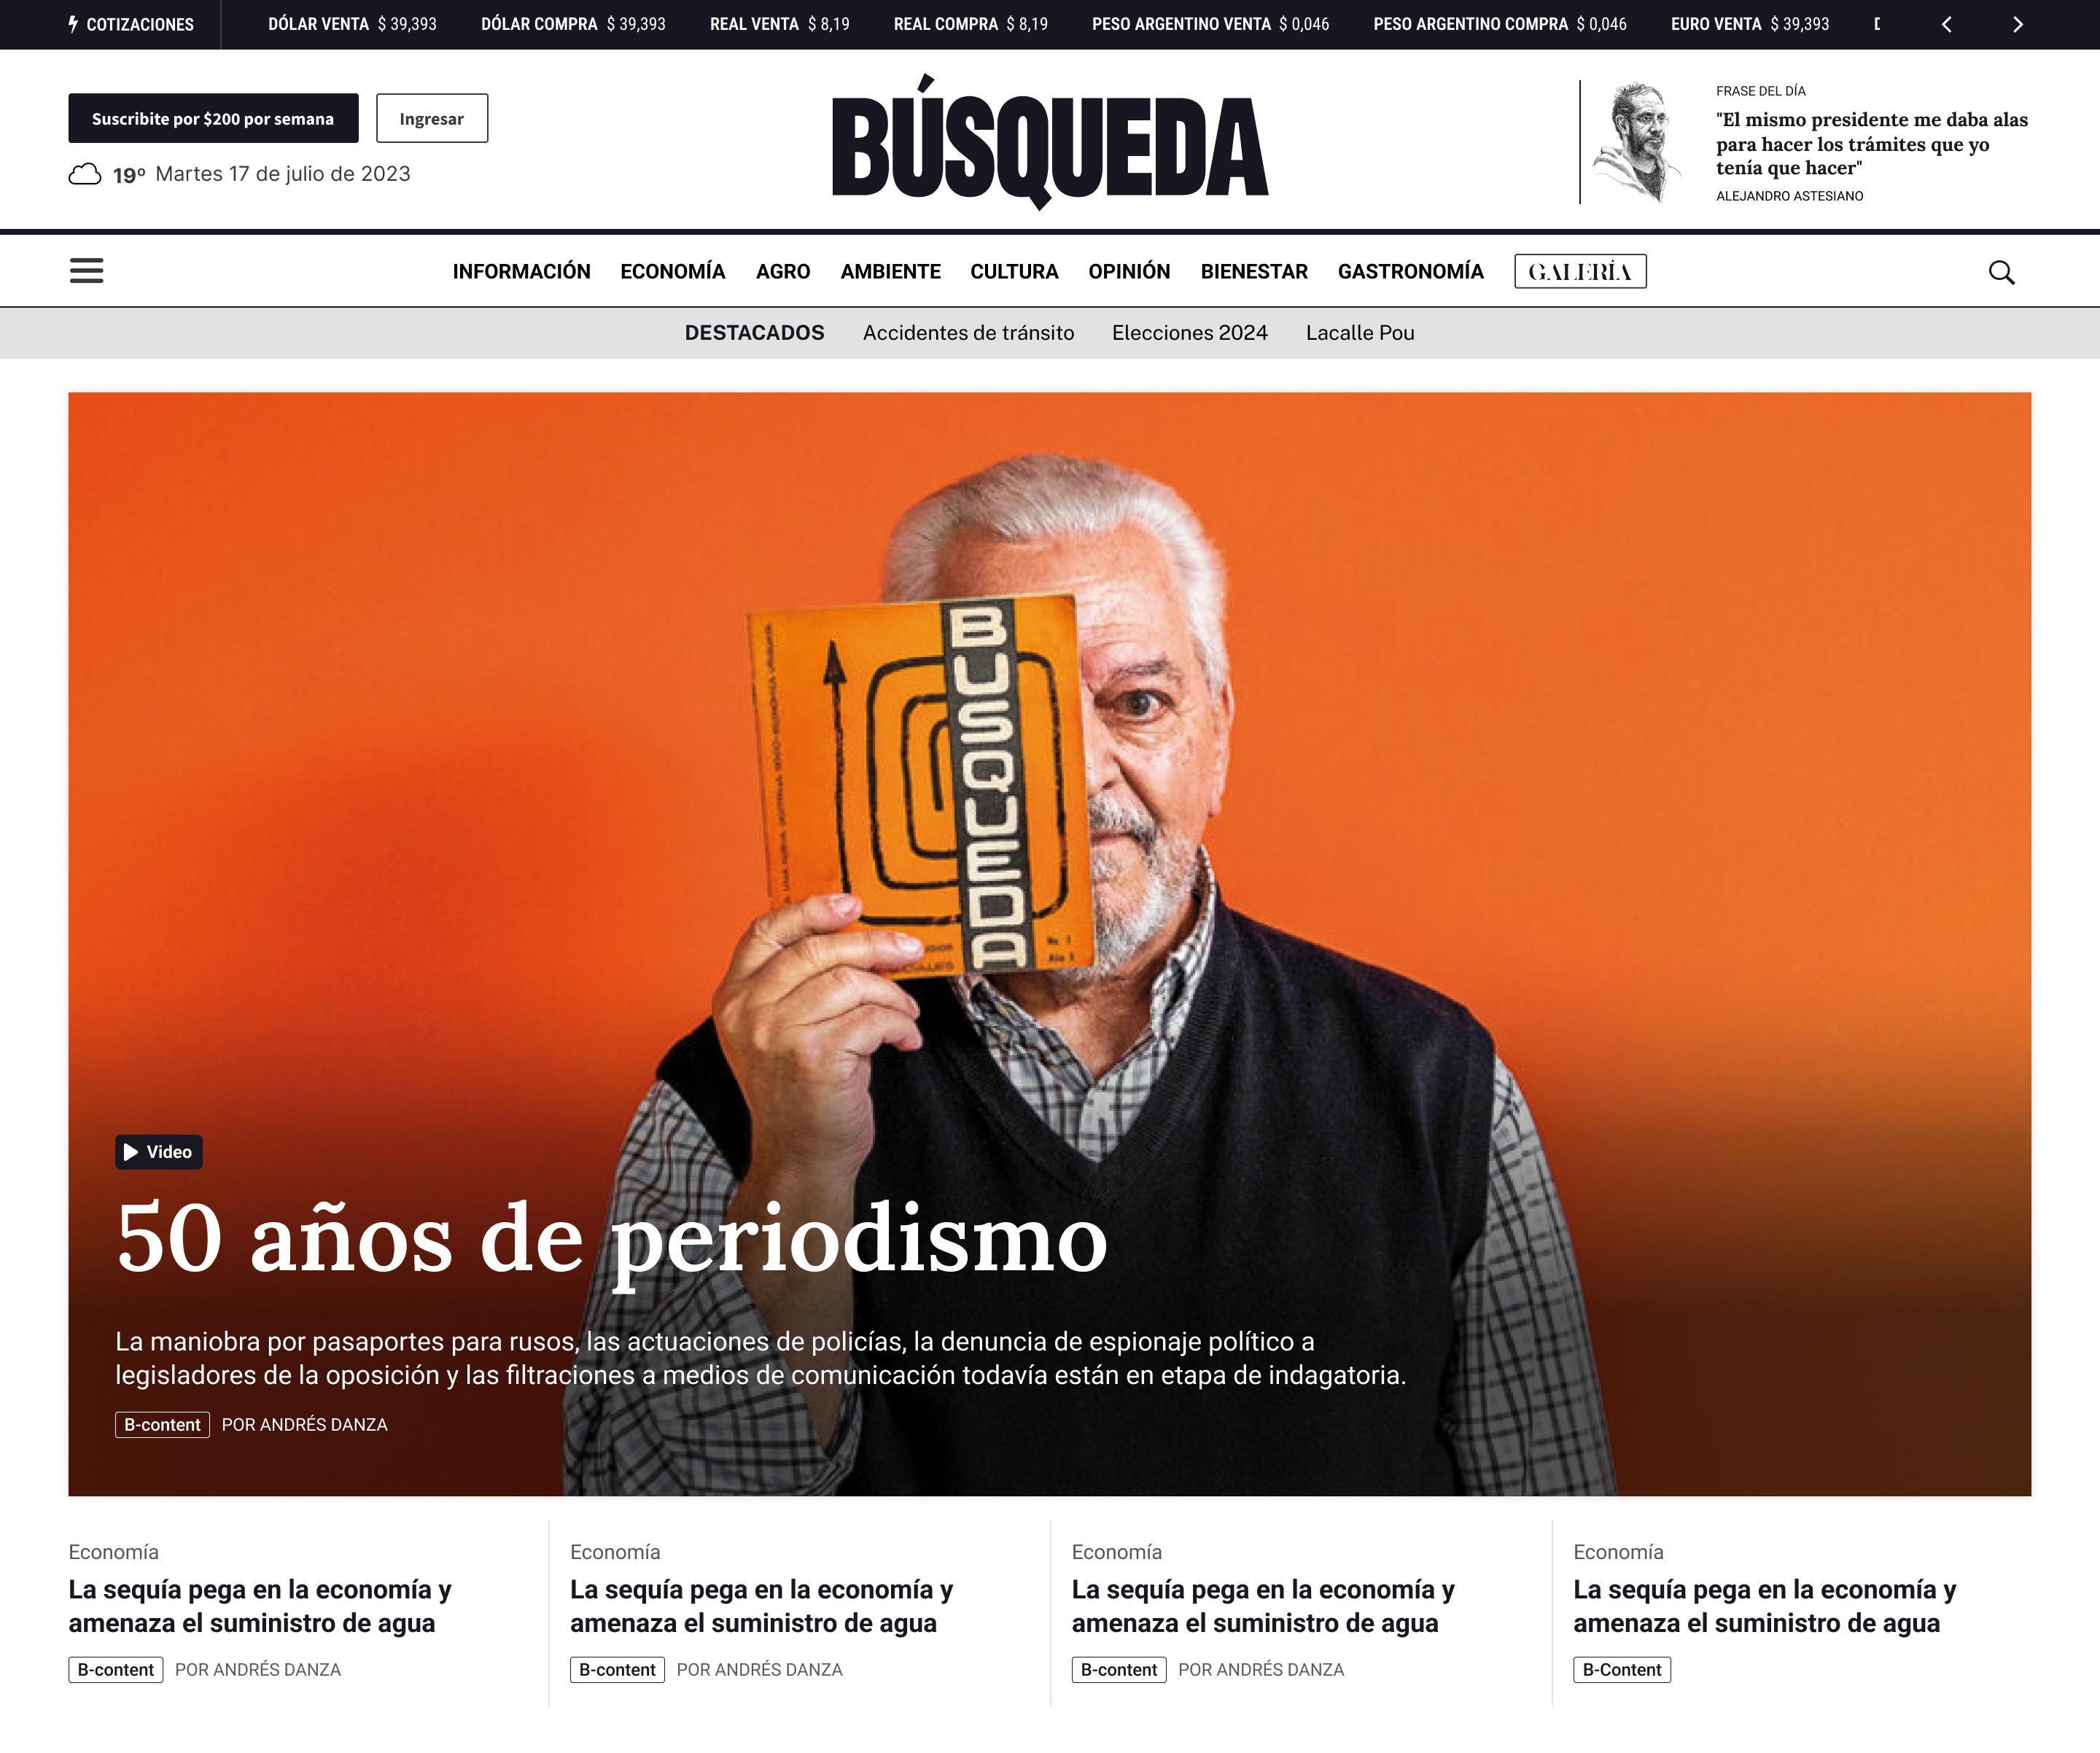 COTIZACIONES DÓLAR VENTA $ 39,393 DÓLAR COMPRA $ 39,393 REAL VENTA $ 8,19 REAL COMPRA $ 8,19 PESO ARGENTINO VENTA $ 0,046 PESO ARGENTINO COMPRA $ 0,046 EURO VENTA $ 39,393
Suscribite por $200 por semana
Ingresar
19º Martes 17 de julio de 2023
BÚSQUEDA
FRASE DEL DÍA
"El mismo presidente me daba alas
para hacer los trámites que yo
tenía que hacer"
ALEJANDRO ASTESIANO
INFORMACIÓN ECONOMÍA AGRO AMBIENTE CULTURA OPINIÓN BIENESTAR GASTRONOMÍA GALERÍA
DESTACADOS Accidentes de tránsito Elecciones 2024 Lacalle Pou
BUSQUEDA
No. 1
Año 1
Video
50 años de periodismo
La maniobra por pasaportes para rusos, las actuaciones de policías, la denuncia de espionaje político a
legisladores de la oposición y las filtraciones a medios de comunicación todavía están en etapa de indagatoria.
B-content POR ANDRÉS DANZA
Economía
La sequía pega en la economía y
amenaza el suministro de agua
B-content POR ANDRÉS DANZA
Economía
La sequía pega en la economía y
amenaza el suministro de agua
B-content POR ANDRÉS DANZA
Economía
La sequía pega en la economía y
amenaza el suministro de agua
B-content POR ANDRÉS DANZA
Economía
La sequía pega en la economía y
amenaza el suministro de agua
B-Content